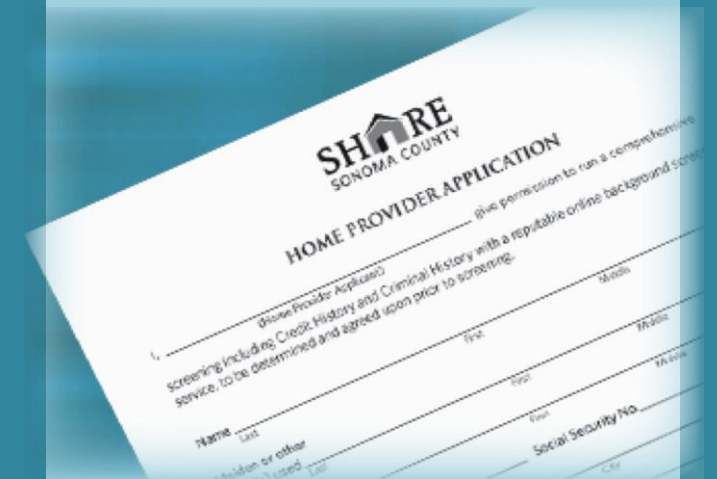 SHARE
SONOMA COUNTY
HOME PROVIDER APPLICATION
I, give permission to run a comprehensive
(Home Provider Applicant)
screening including Credit History and Criminal History with a reputable online background
service, to be determined and agreed upon prior to screening.
Name
Last First Middle
Maiden or other
used Last First Middle
First Middle
Social Security No.
City